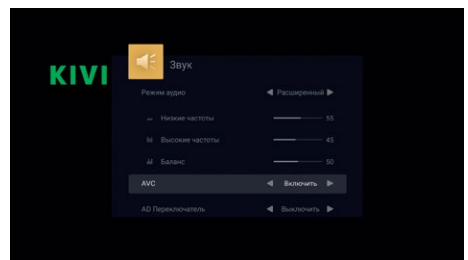 KIVI
Звук
Режим аудио ◀ Расширенный ▶
Низкие частоты 55
Высокие частоты 45
Баланс 50
AVC ◀ Включить ▶
AD Переключатель ◀ Выключить ▶